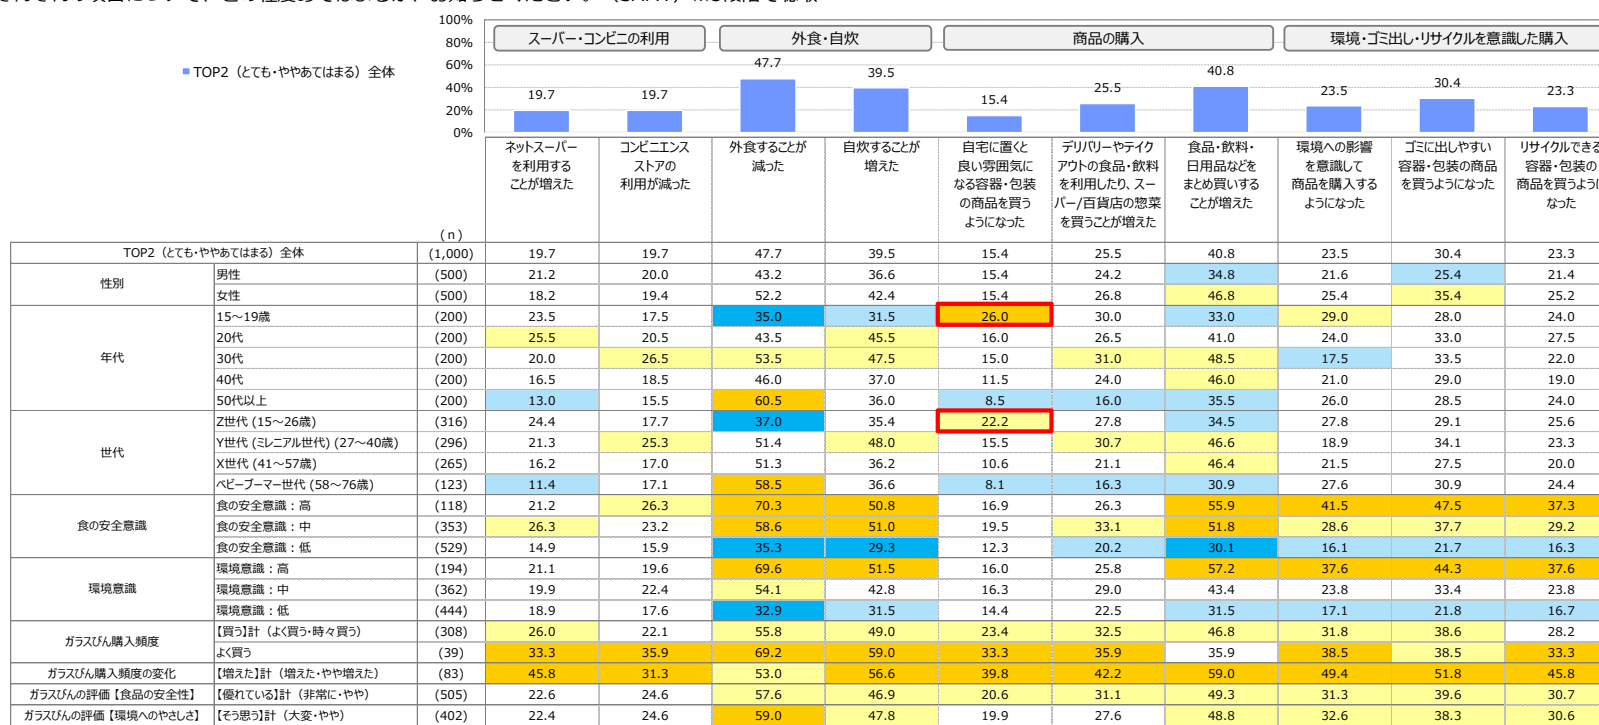 100%
80%
60%
40%
20%
0%
スーパー・コンビニの利用 外食・自炊 商品の購入 環境・ゴミ出し・リサイクルを意識した購入
TOP2（とても・ややあてはまる）全体
19.7 19.7 47.7 39.5 15.4 25.5 40.8 23.5 30.4 23.3
ネットスーパー
を利用する
ことが増えた
コンビニエンス
ストアの
利用が減った
外食することが
減った
自炊することが
増えた
自宅に置くと
良い雰囲気に
なる容器・包装
の商品を買う
ようになった
デリバリーやテイク
アウトの食品・飲料
を利用したり、スー
パー/百貨店の惣菜
を買うことが増えた
食品・飲料・
日用品などを
まとめ買いする
ことが増えた
環境への影響
を意識して
商品を購入する
ようになった
ゴミに出しやすい
容器・包装の商品
を買うようになった
リサイクルできる
容器・包装の
商品を買うように
なった
（n）
TOP2（とても・ややあてはまる）全体 (1,000) 19.7 19.7 47.7 39.5 15.4 25.5 40.8 23.5 30.4 23.3
性別
男性 (500) 21.2 20.0 43.2 36.6 15.4 24.2 34.8 21.6 25.4 21.4
女性 (500) 18.2 19.4 52.2 42.4 15.4 26.8 46.8 25.4 35.4 25.2
年代
15～19歳 (200) 23.5 17.5 35.0 31.5 26.0 30.0 33.0 29.0 28.0 24.0
20代 (200) 25.5 20.5 43.5 45.5 16.0 26.5 41.0 24.0 33.0 27.5
30代 (200) 20.0 26.5 53.5 47.5 15.0 31.0 48.5 17.5 33.5 22.0
40代 (200) 16.5 18.5 46.0 37.0 11.5 24.0 46.0 21.0 29.0 19.0
50代以上 (200) 13.0 15.5 60.5 36.0 8.5 16.0 35.5 26.0 28.5 24.0
世代
Z世代 (15～26歳) (316) 24.4 17.7 37.0 35.4 22.2 27.8 34.5 27.8 29.1 25.6
Y世代 (ミレニアル世代) (27～40歳) (296) 21.3 25.3 51.4 48.0 15.5 30.7 46.6 18.9 34.1 23.3
X世代 (41～57歳) (265) 16.2 17.0 51.3 36.2 10.6 21.1 46.4 21.5 27.5 20.0
ベビーブーマー世代 (58～76歳) (123) 11.4 17.1 58.5 36.6 8.1 16.3 30.9 27.6 30.9 24.4
食の安全意識
食の安全意識：高 (118) 21.2 26.3 70.3 50.8 16.9 26.3 55.9 41.5 47.5 37.3
食の安全意識：中 (353) 26.3 23.2 58.6 51.0 19.5 33.1 51.8 28.6 37.7 29.2
食の安全意識：低 (529) 14.9 15.9 35.3 29.3 12.3 20.2 30.1 16.1 21.7 16.3
環境意識
環境意識：高 (194) 21.1 19.6 69.6 51.5 16.0 25.8 57.2 37.6 44.3 37.6
環境意識：中 (362) 19.9 22.4 54.1 42.8 16.3 29.0 43.4 23.8 33.4 23.8
環境意識：低 (444) 18.9 17.6 32.9 31.5 14.4 22.5 31.5 17.1 21.8 16.7
ガラスびん購入頻度
【買う】計（よく買う・時々買う） (308) 26.0 22.1 55.8 49.0 23.4 32.5 46.8 31.8 38.6 28.2
よく買う (39) 33.3 35.9 69.2 59.0 33.3 35.9 35.9 38.5 38.5 33.3
ガラスびん購入頻度の変化 【増えた】計（増えた・やや増えた） (83) 45.8 31.3 53.0 56.6 39.8 42.2 59.0 49.4 51.8 45.8
ガラスびんの評価【食品の安全性】 【優れている】計（非常に・やや） (505) 22.6 24.6 57.6 46.9 20.6 31.1 49.3 31.3 39.6 30.7
ガラスびんの評価【環境へのやさしさ】 【そう思う】計（大変・やや） (402) 22.4 24.6 59.0 47.8 19.9 27.6 48.8 32.6 38.3 30.6